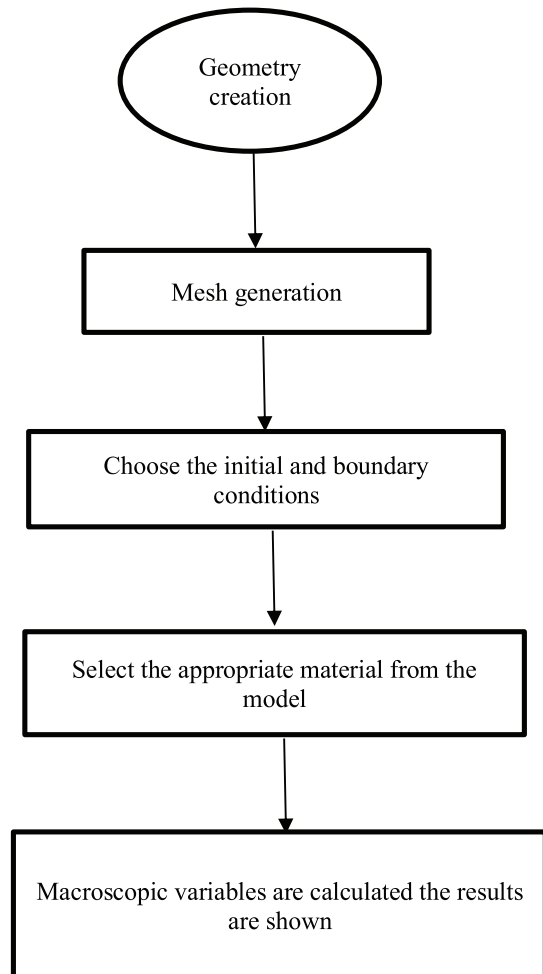 Geometry
creation
Mesh generation
Choose the initial and boundary
conditions
Select the appropriate material from the
model
Macroscopic variables are calculated the results
are shown